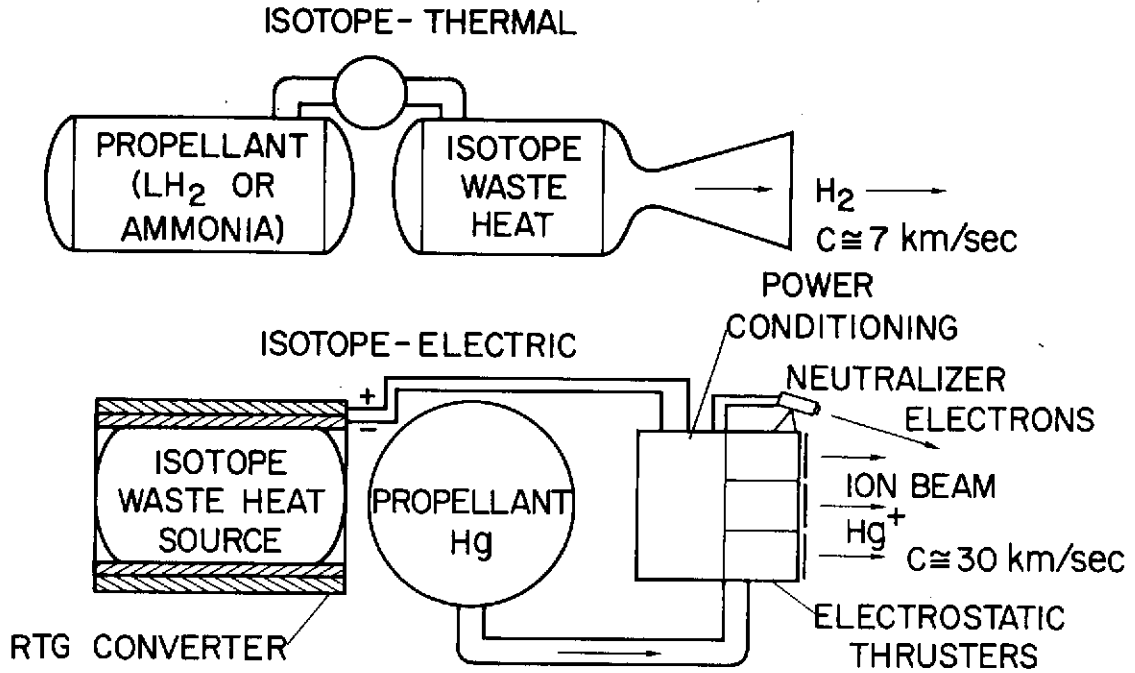 ISOTOPE-THERMAL
PROPELLANT
(LH₂ OR
AMMONIA)
ISOTOPE
WASTE
HEAT
H₂
C≅7 km/sec
ISOTOPE-ELECTRIC
POWER
CONDITIONING
NEUTRALIZER
ELECTRONS
+
−
ISOTOPE
WASTE HEAT
SOURCE
PROPELLANT
Hg
ION BEAM
Hg⁺
C≅30 km/sec
RTG CONVERTER
ELECTROSTATIC
THRUSTERS